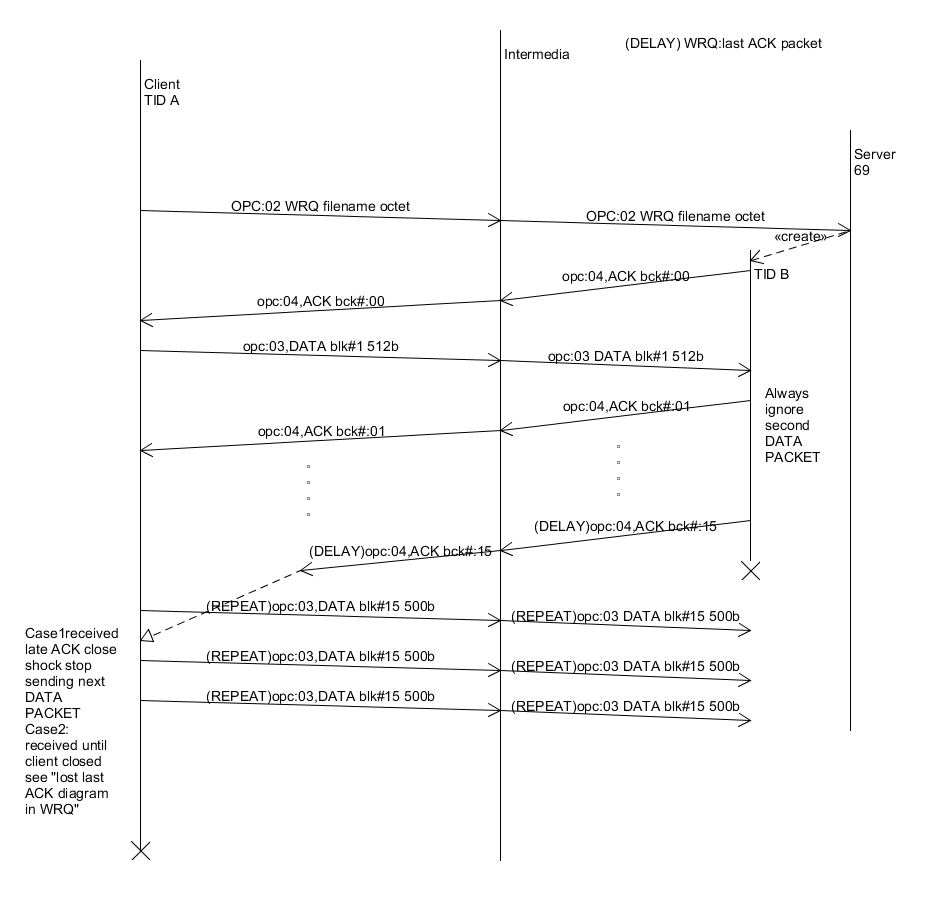 (DELAY) WRQ:last ACK packet
Intermedia
Client
TID A
Server
69
OPC:02 WRQ filename octet
OPC:02 WRQ filename octet
«create»
TID B
opc:04,ACK bck#:00
opc:04,ACK bck#:00
opc:03,DATA blk#1 512b
opc:03 DATA blk#1 512b
Always
ignore
second
DATA
PACKET
opc:04,ACK bck#:01
opc:04,ACK bck#:01
(DELAY)opc:04,ACK bck#:15
(DELAY)opc:04,ACK bck#:15
(REPEAT)opc:03,DATA blk#15 500b
(REPEAT)opc:03 DATA blk#15 500b
(REPEAT)opc:03,DATA blk#15 500b
(REPEAT)opc:03 DATA blk#15 500b
(REPEAT)opc:03,DATA blk#15 500b
(REPEAT)opc:03 DATA blk#15 500b
Case1received
late ACK close
shock stop
sending next
DATA
PACKET
Case2:
received until
client closed
see "lost last
ACK diagram
in WRQ"